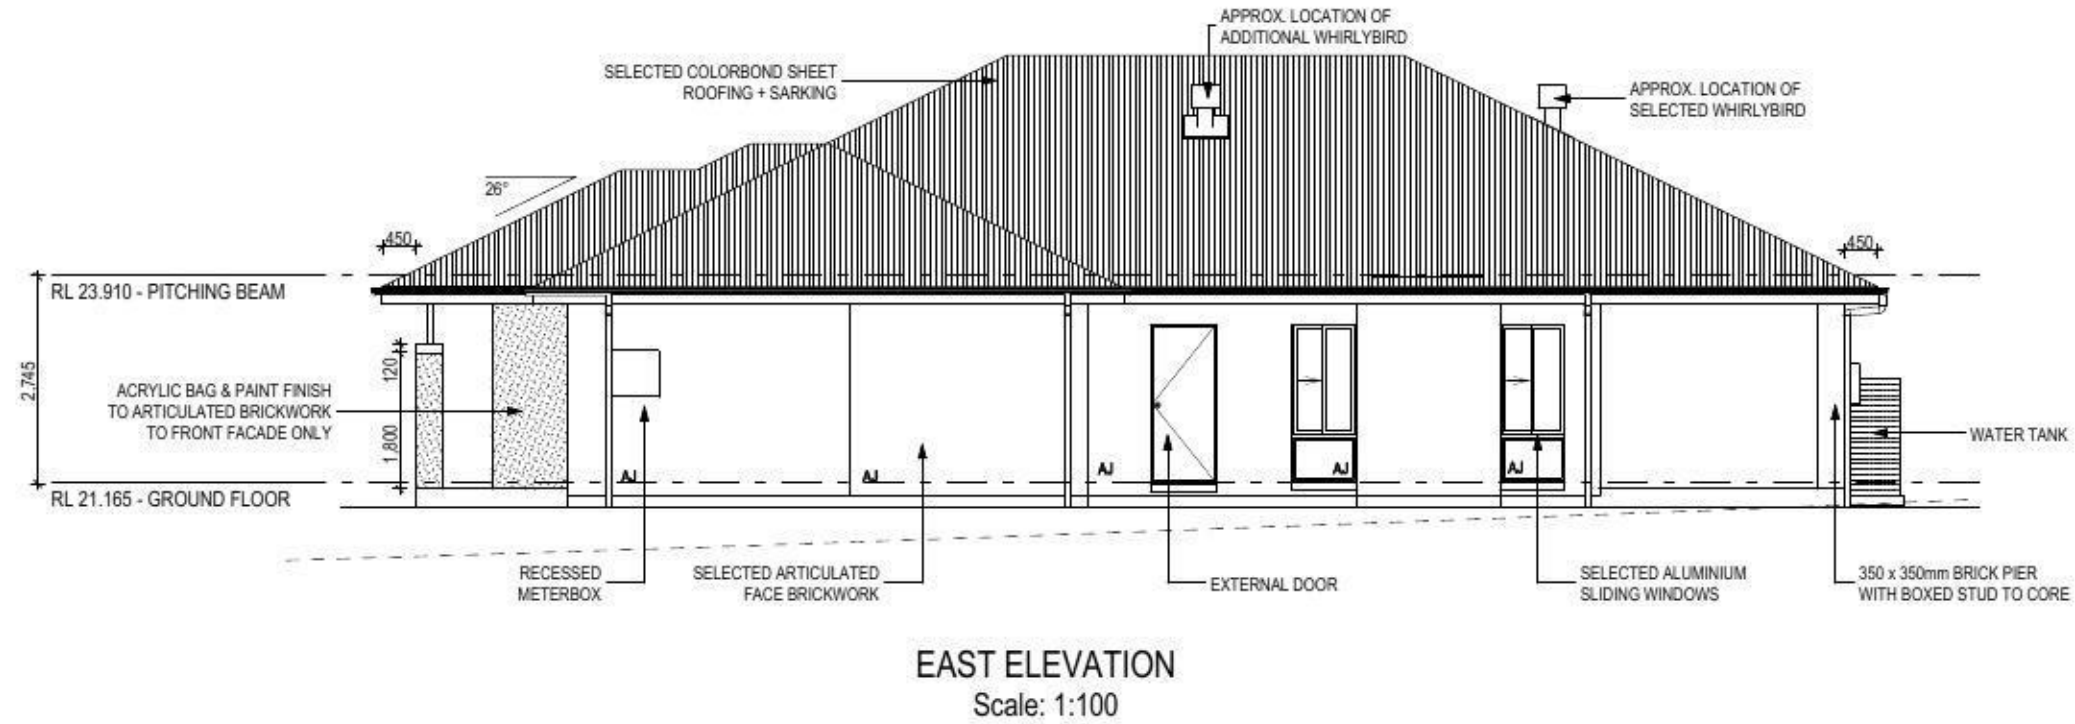 APPROX. LOCATION OF
ADDITIONAL WHIRLYBIRD
SELECTED COLORBOND SHEET
ROOFING + SARKING
APPROX. LOCATION OF
SELECTED WHIRLYBIRD
26°
450
450
RL 23.910 - PITCHING BEAM
2,745
120
1,800
ACRYLIC BAG & PAINT FINISH
TO ARTICULATED BRICKWORK
TO FRONT FACADE ONLY
WATER TANK
AJ
AJ
AJ
AJ
AJ
RL 21.165 - GROUND FLOOR
RECESSED
METERBOX
SELECTED ARTICULATED
FACE BRICKWORK
EXTERNAL DOOR
SELECTED ALUMINIUM
SLIDING WINDOWS
350 x 350mm BRICK PIER
WITH BOXED STUD TO CORE
EAST ELEVATION
Scale: 1:100